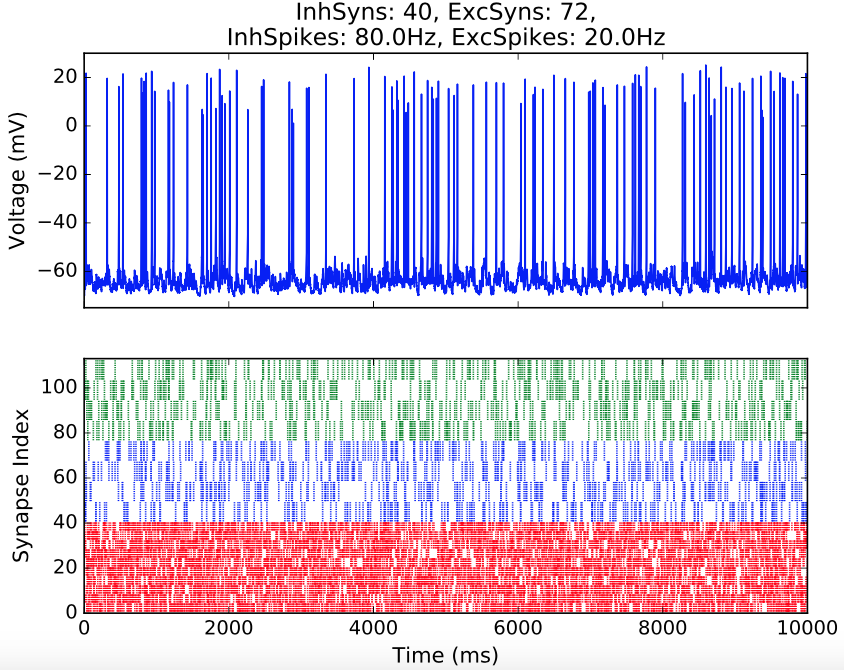 InhSyns: 40, ExcSyns: 72,
InhSpikes: 80.0Hz, ExcSpikes: 20.0Hz
20
0
−20
−40
−60
Voltage (mV)
100
80
60
40
20
0
Synapse Index
0 2000 4000 6000 8000 10000
Time (ms)